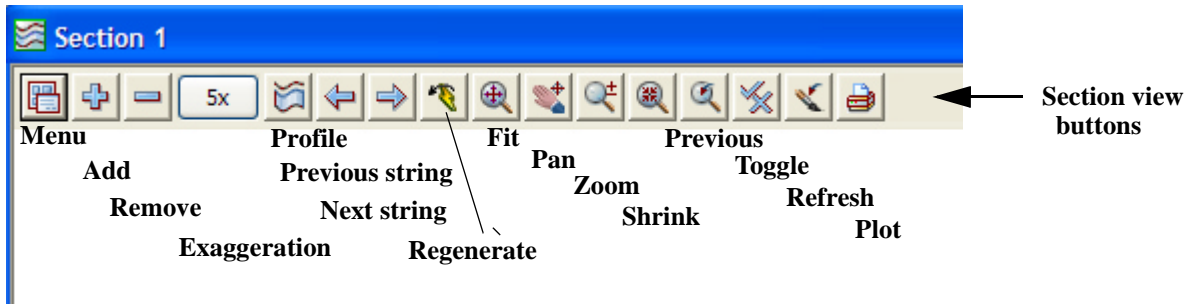 Section 1
5x
Section view
buttons
Menu
Profile
Fit
Previous
Add
Previous string
Pan
Toggle
Remove
Next string
Zoom
Refresh
Exaggeration
Regenerate
Shrink
Plot